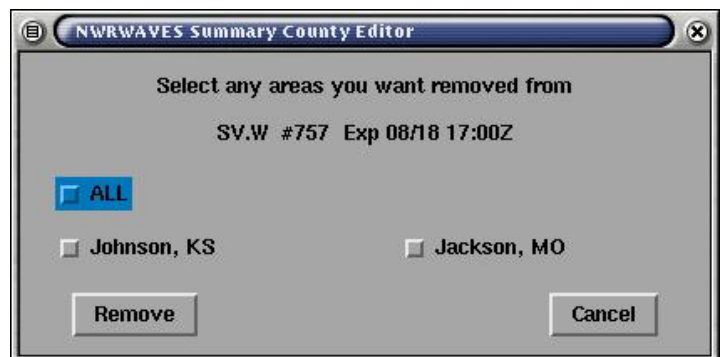 NWRWAVES Summary County Editor
Select any areas you want removed from
SV.W #757 Exp 08/18 17:00Z
ALL
Johnson, KS Jackson, MO
Remove Cancel